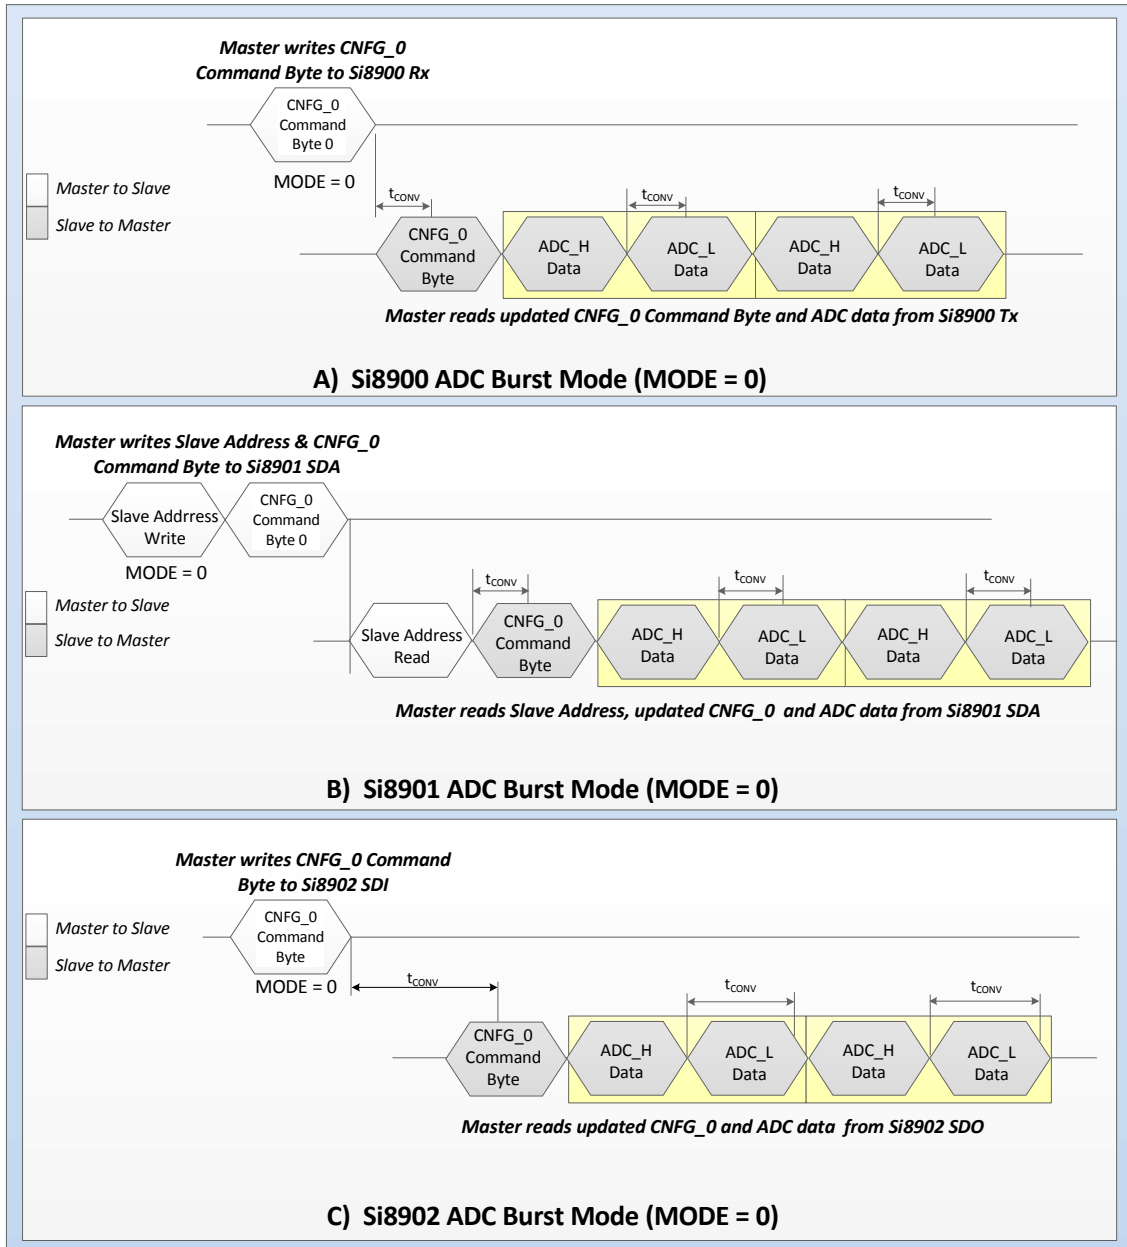 Master writes CNFG_0
Command Byte to Si8900 Rx
CNFG_0
Command
Byte 0
MODE = 0
Master to Slave
Slave to Master
tCONV
tCONV
tCONV
CNFG_0
Command
Byte
ADC_H
Data
ADC_L
Data
ADC_H
Data
ADC_L
Data
Master reads updated CNFG_0 Command Byte and ADC data from Si8900 Tx
A) Si8900 ADC Burst Mode (MODE = 0)
Master writes Slave Address & CNFG_0
Command Byte to Si8901 SDA
Slave Addrress
Write
CNFG_0
Command
Byte 0
MODE = 0
Master to Slave
Slave to Master
tCONV
tCONV
tCONV
Slave Address
Read
CNFG_0
Command
Byte
ADC_H
Data
ADC_L
Data
ADC_H
Data
ADC_L
Data
Master reads Slave Address, updated CNFG_0 and ADC data from Si8901 SDA
B) Si8901 ADC Burst Mode (MODE = 0)
Master writes CNFG_0 Command
Byte to Si8902 SDI
CNFG_0
Command
Byte
MODE = 0
Master to Slave
Slave to Master
tCONV
tCONV
tCONV
CNFG_0
Command
Byte
ADC_H
Data
ADC_L
Data
ADC_H
Data
ADC_L
Data
Master reads updated CNFG_0 and ADC data from Si8902 SDO
C) Si8902 ADC Burst Mode (MODE = 0)